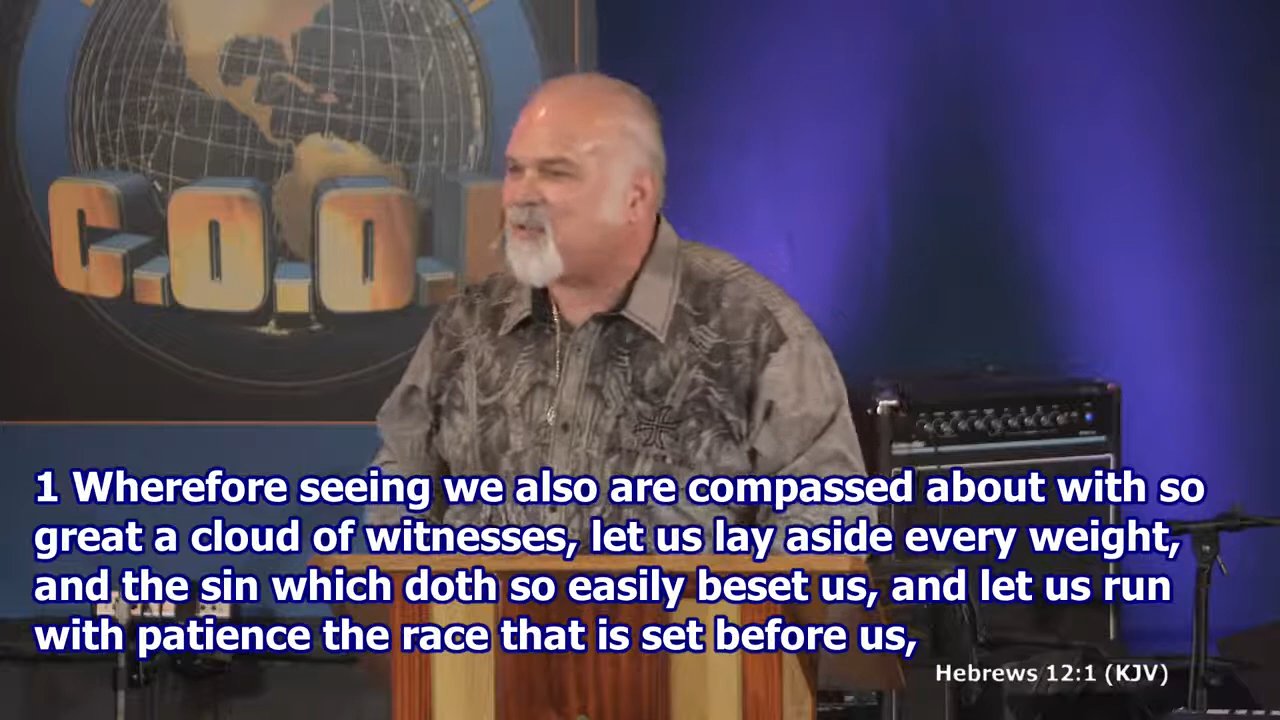 C.O.O.
1 Wherefore seeing we also are compassed about with so
great a cloud of witnesses, let us lay aside every weight,
and the sin which doth so easily beset us, and let us run
with patience the race that is set before us,
Hebrews 12:1 (KJV)